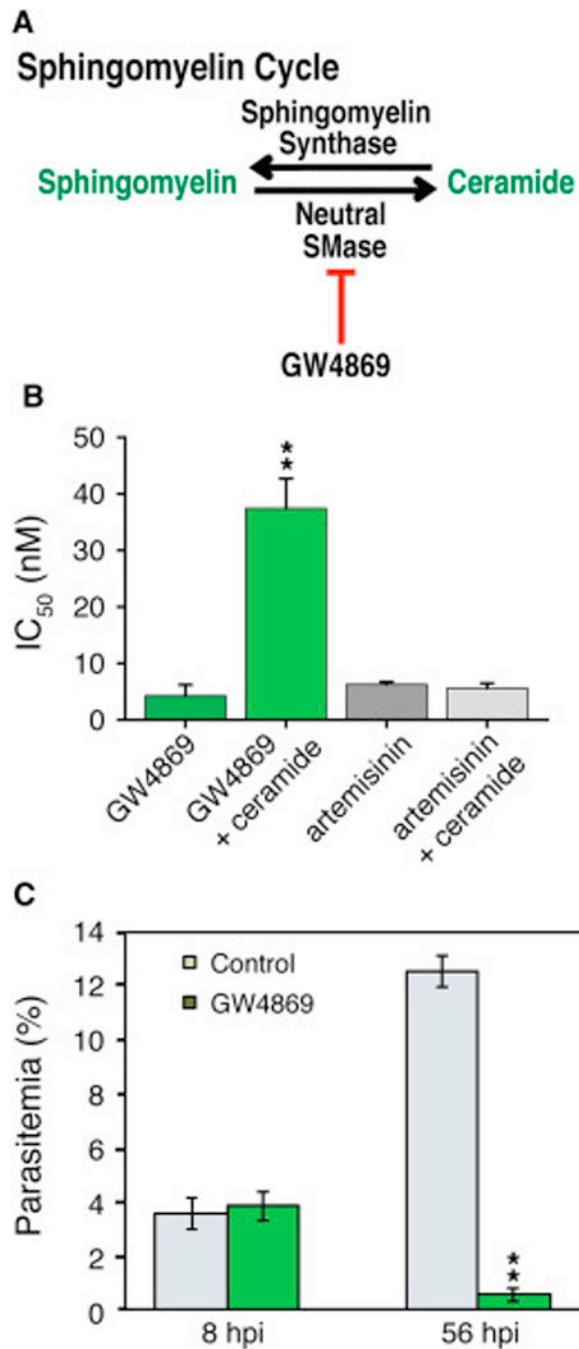 A
Sphingomyelin Cycle
Sphingomyelin
Synthase
Sphingomyelin
Ceramide
Neutral
SMase
GW4869
B
**
50
40
30
20
10
0
IC50 (nM)
GW4869
GW4869
+ ceramide
artemisinin
artemisinin
+ ceramide
C
14
12
10
8
6
4
2
0
Parasitemia (%)
Control
GW4869
**
8 hpi
56 hpi